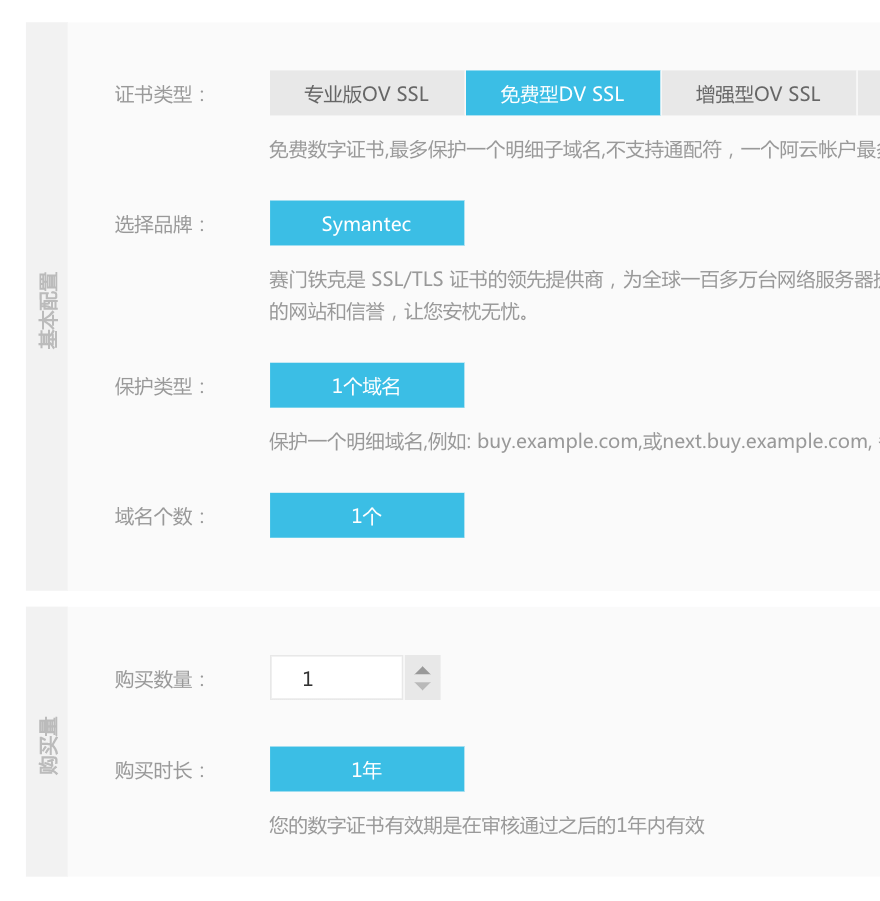 基本配置
证书类型：
专业版OV SSL
免费型DV SSL
增强型OV SSL
免费数字证书,最多保护一个明细子域名,不支持通配符，一个阿云帐户最
选择品牌：
Symantec
赛门铁克是 SSL/TLS 证书的领先提供商，为全球一百多万台网络服务器
的网站和信誉，让您安枕无忧。
保护类型：
1个域名
保护一个明细域名,例如: buy.example.com,或next.buy.example.com,
域名个数：
1个
购买量
购买数量：
1
购买时长：
1年
您的数字证书有效期是在审核通过之后的1年内有效